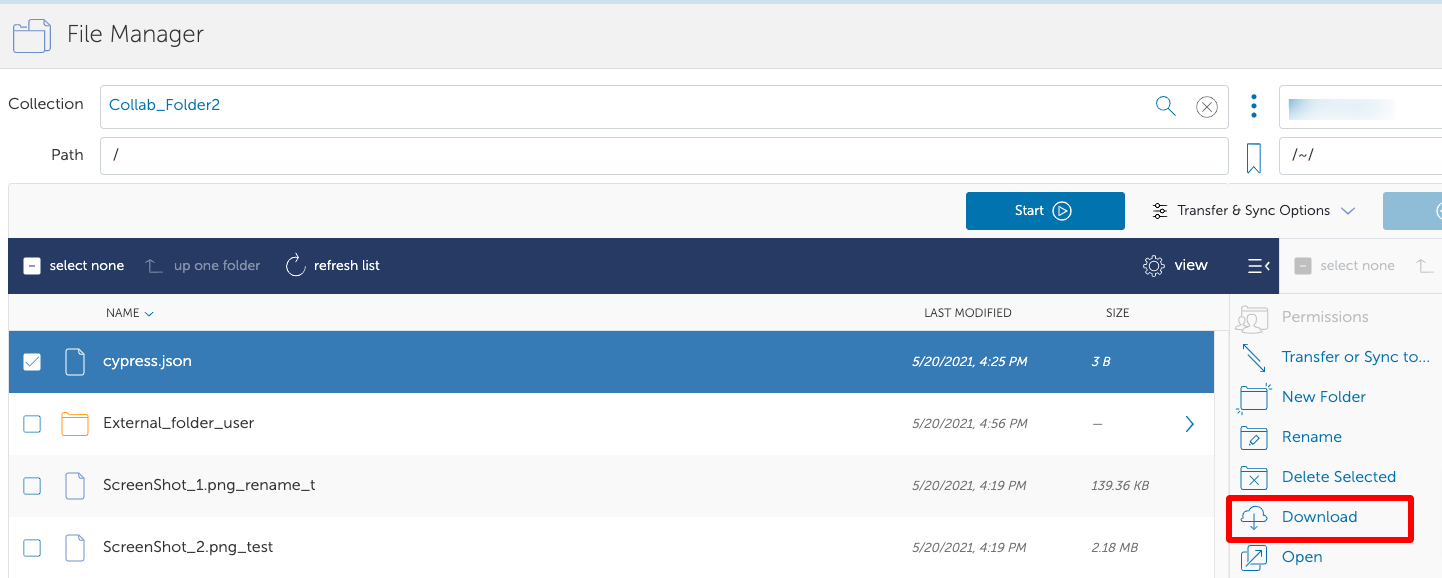 File Manager
Collection Collab_Folder2
Path / /~/
Start Transfer & Sync Options
select none up one folder refresh list view select none
NAME LAST MODIFIED SIZE
Permissions
cypress.json 5/20/2021, 4:25 PM 3 B
Transfer or Sync to...
New Folder
External_folder_user 5/20/2021, 4:56 PM —
Rename
Delete Selected
ScreenShot_1.png_rename_t 5/20/2021, 4:19 PM 139.36 KB
Download
ScreenShot_2.png_test 5/20/2021, 4:19 PM 2.18 MB
Open